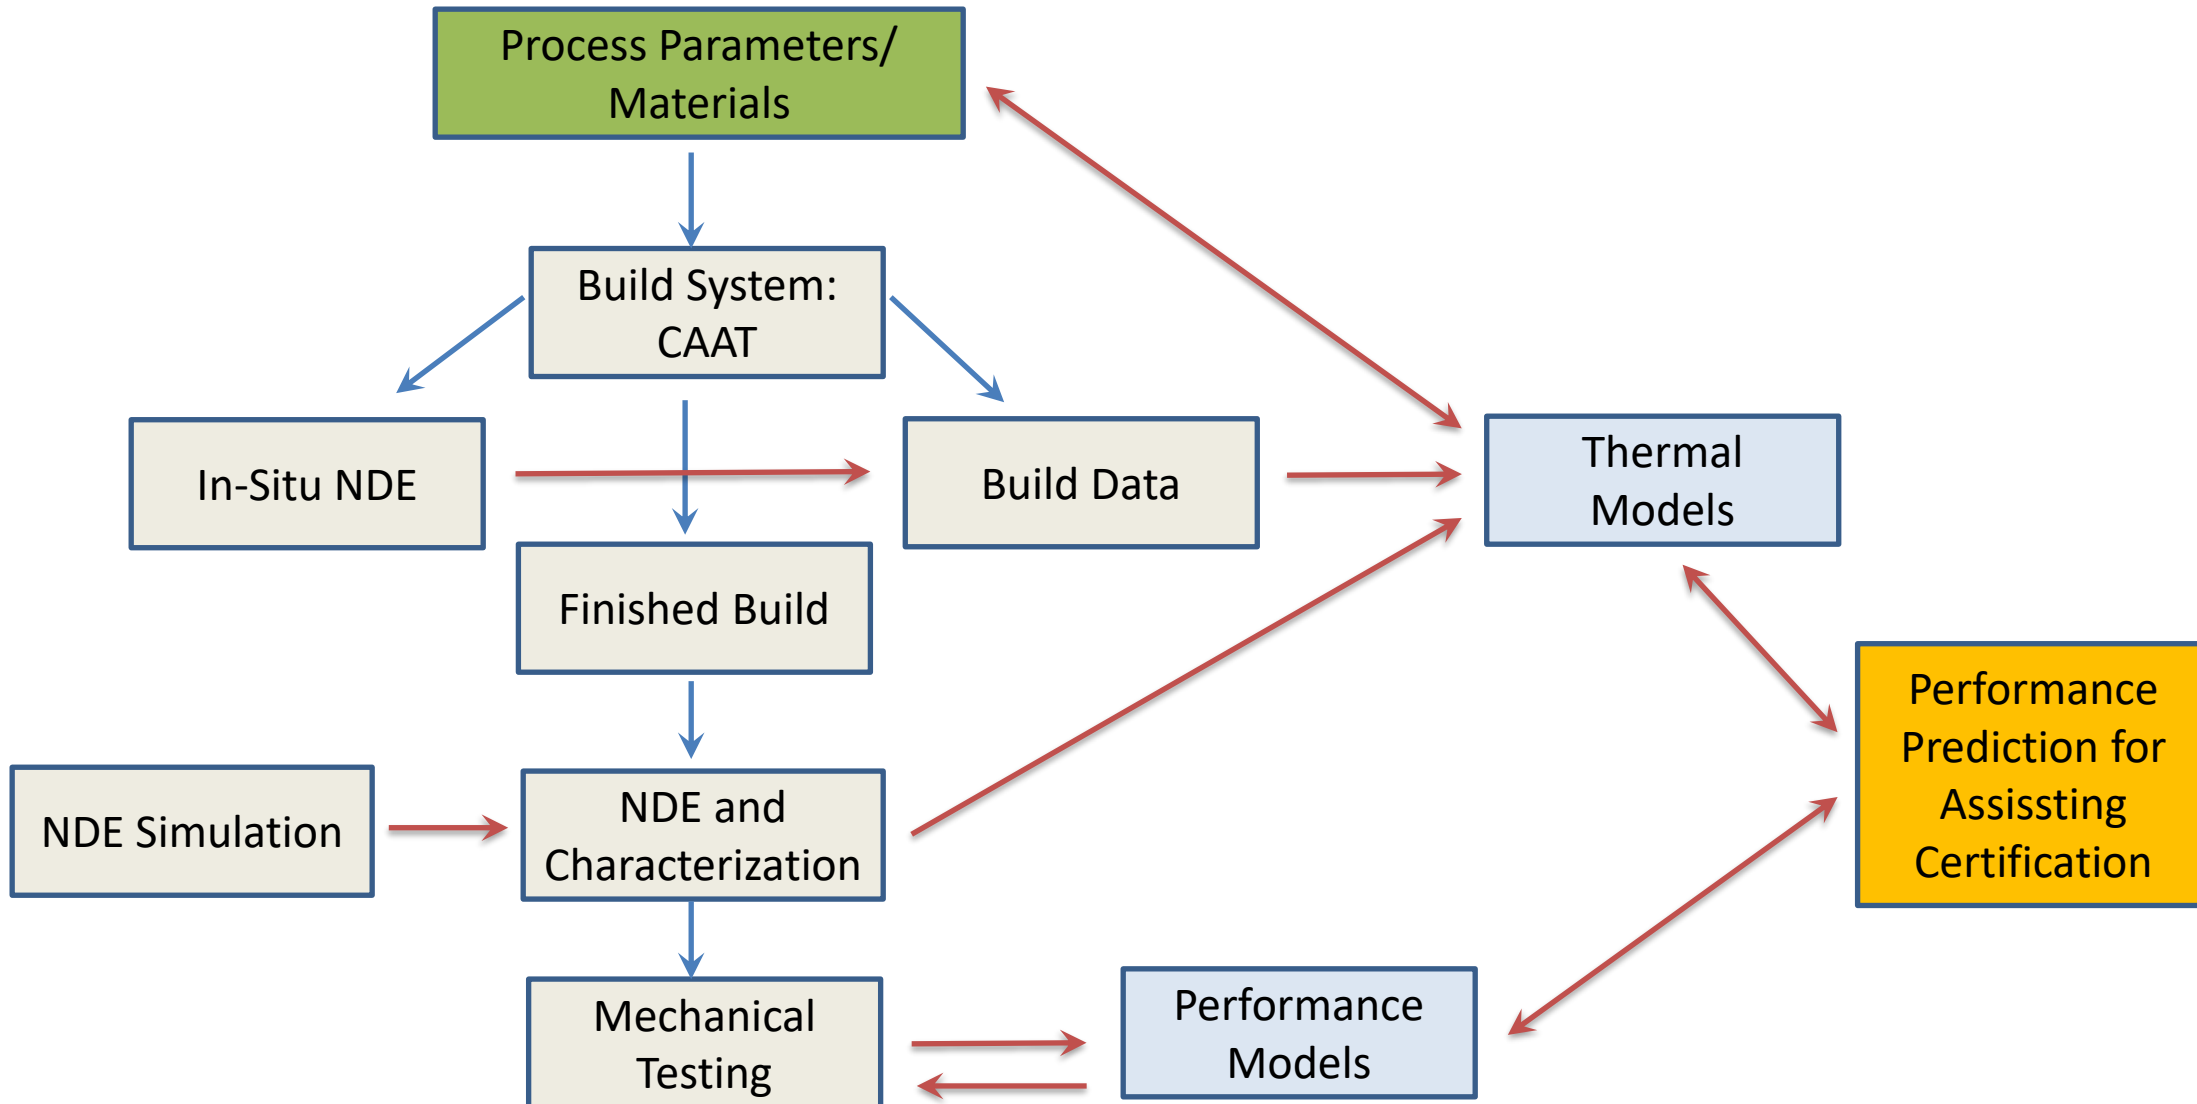 Process Parameters/
Materials
Build System:
CAAT
In-Situ NDE
Build Data
Thermal
Models
Finished Build
Performance
Prediction for
Assissting
Certification
NDE Simulation
NDE and
Characterization
Mechanical
Testing
Performance
Models